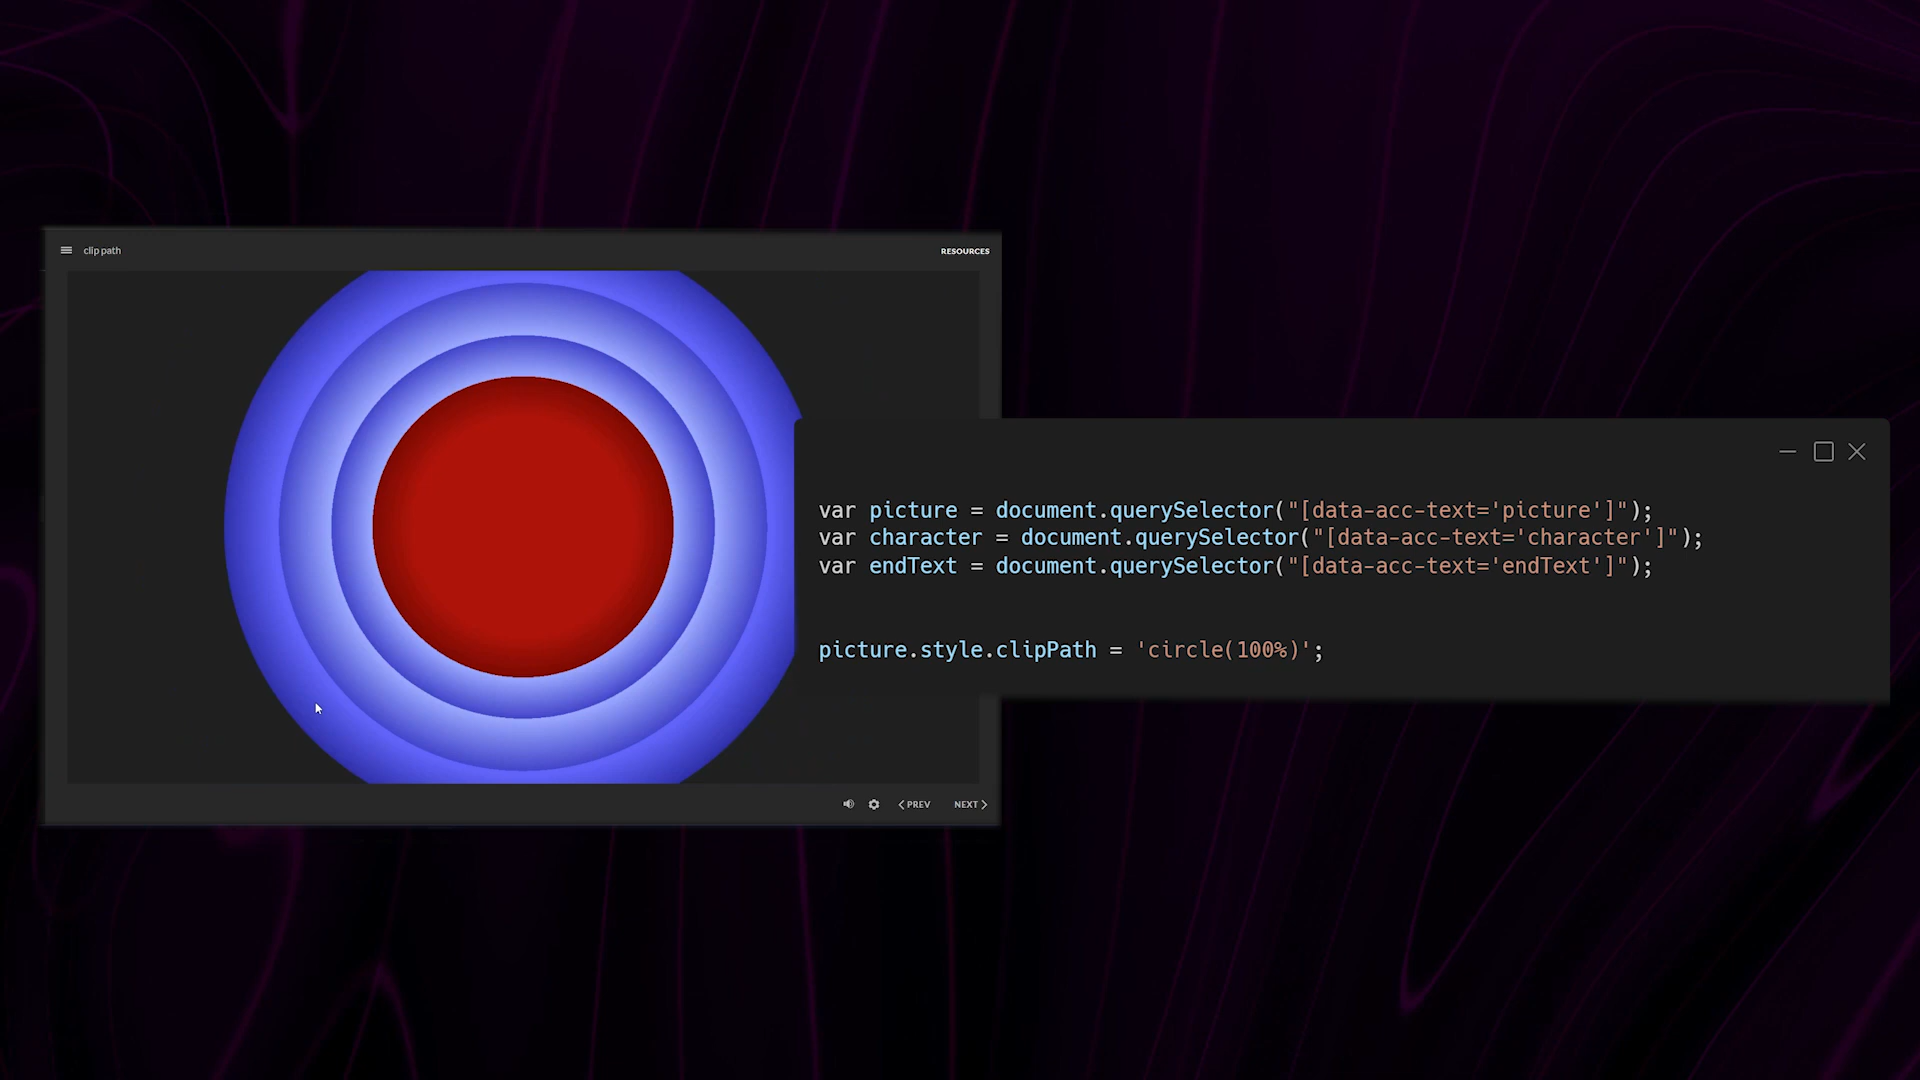 clip path
RESOURCES
var picture = document.querySelector("[data-acc-text='picture']");
var character = document.querySelector("[data-acc-text='character']");
var endText = document.querySelector("[data-acc-text='endText']");
picture.style.clipPath = 'circle(100%)';
PREV
NEXT